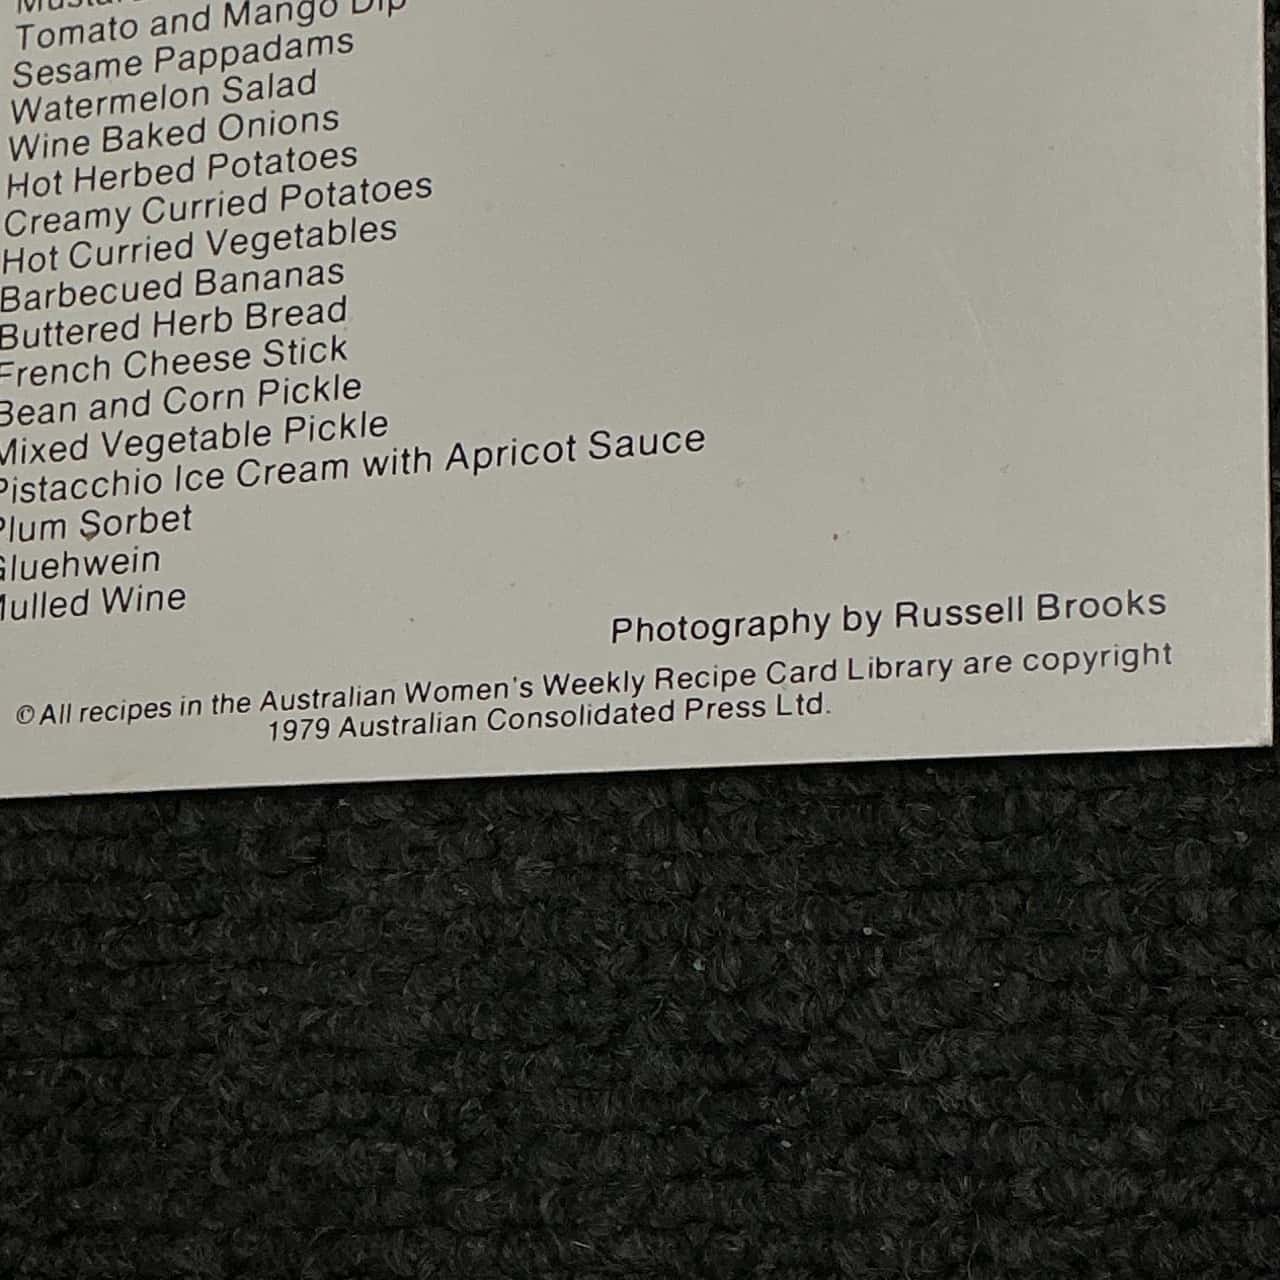 Tomato and Mango Dip
Sesame Pappadams
Watermelon Salad
Wine Baked Onions
Hot Herbed Potatoes
Creamy Curried Potatoes
Hot Curried Vegetables
Barbecued Bananas
Buttered Herb Bread
French Cheese Stick
Bean and Corn Pickle
Mixed Vegetable Pickle
Pistacchio Ice Cream with Apricot Sauce
Plum Sorbet
Gluehwein
Mulled Wine
Photography by Russell Brooks
©All recipes in the Australian Women's Weekly Recipe Card Library are copyright
1979 Australian Consolidated Press Ltd.